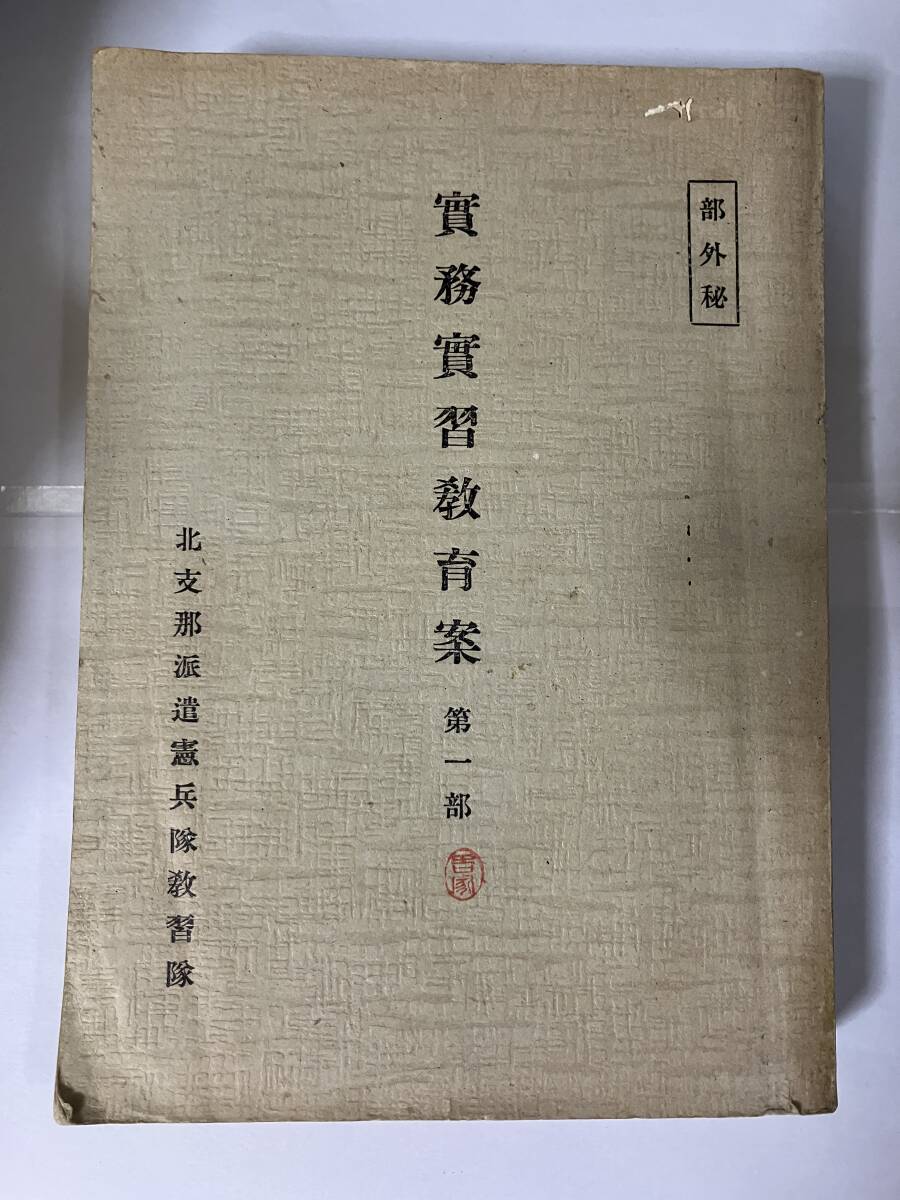 部外秘
實務實習教育案 第一部
北支那派遣憲兵隊教習隊